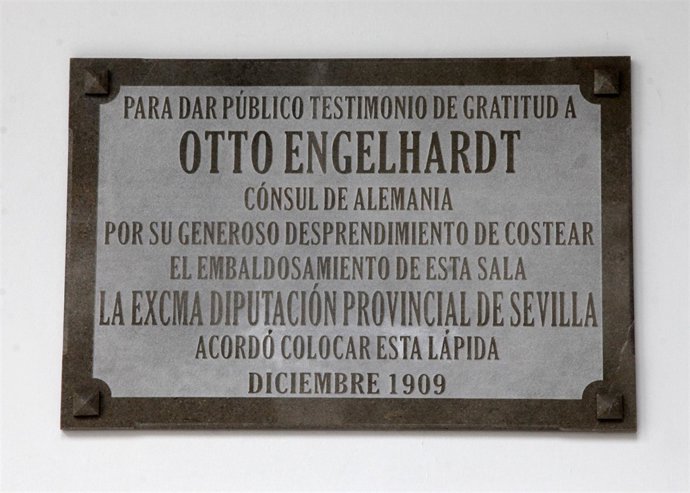 PARA DAR PÚBLICO TESTIMONIO DE GRATITUD A
OTTO ENGELHARDT
CÓNSUL DE ALEMANIA
POR SU GENEROSO DESPRENDIMIENTO DE COSTEAR
EL EMBALDOSAMIENTO DE ESTA SALA
LA EXCMA DIPUTACIÓN PROVINCIAL DE SEVILLA
ACORDÓ COLOCAR ESTA LÁPIDA
DICIEMBRE 1909